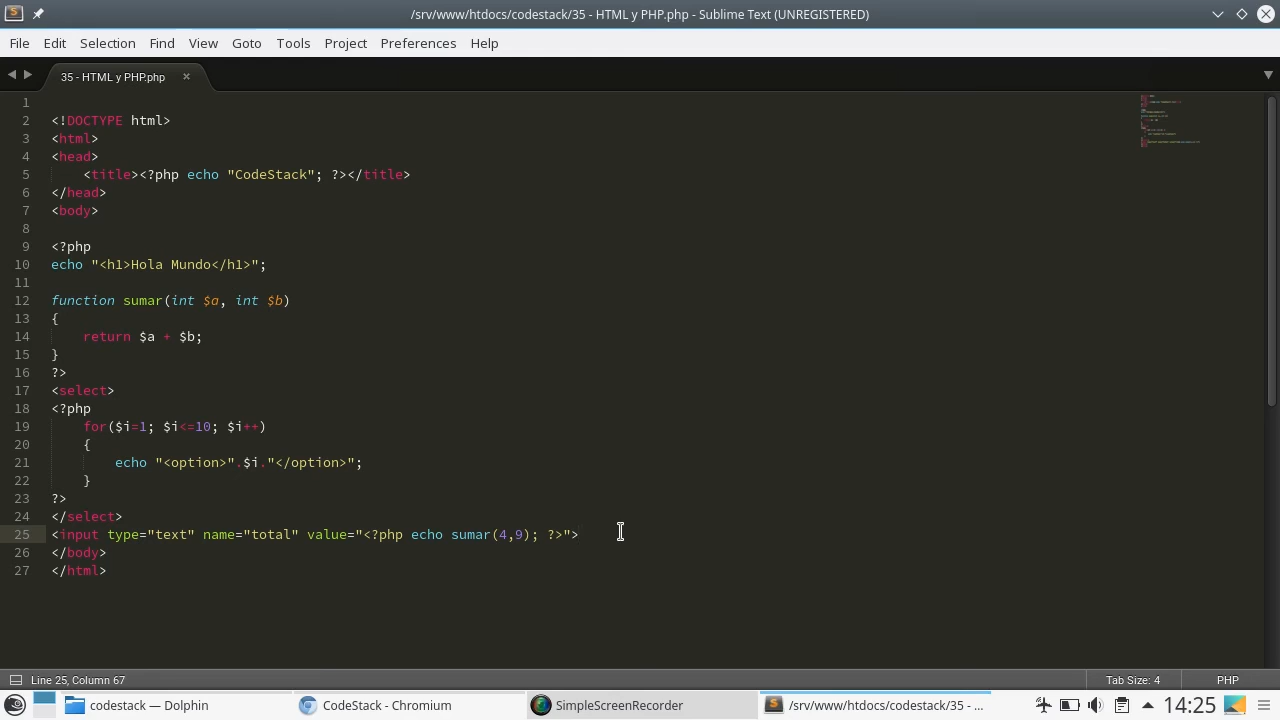 /srv/www/htdocs/codestack/35 - HTML y PHP.php - Sublime Text (UNREGISTERED)
File Edit Selection Find View Goto Tools Project Preferences Help
35 - HTML y PHP.php ×
1
2 <!DOCTYPE html>
3 <html>
4 <head>
5 <title><?php echo "CodeStack"; ?></title>
6 </head>
7 <body>
8
9 <?php
10 echo "<h1>Hola Mundo</h1>";
11
12 function sumar(int $a, int $b)
13 {
14 return $a + $b;
15 }
16 ?>
17 <select>
18 <?php
19 for($i=1; $i<=10; $i++)
20 {
21 echo "<option>".$i."</option>";
22 }
23 ?>
24 </select>
25 <input type="text" name="total" value="<?php echo sumar(4,9); ?>">
26 </body>
27 </html>
Line 25, Column 67 Tab Size: 4 PHP
codestack — Dolphin CodeStack - Chromium SimpleScreenRecorder /srv/www/htdocs/codestack/35 - ... 14:25